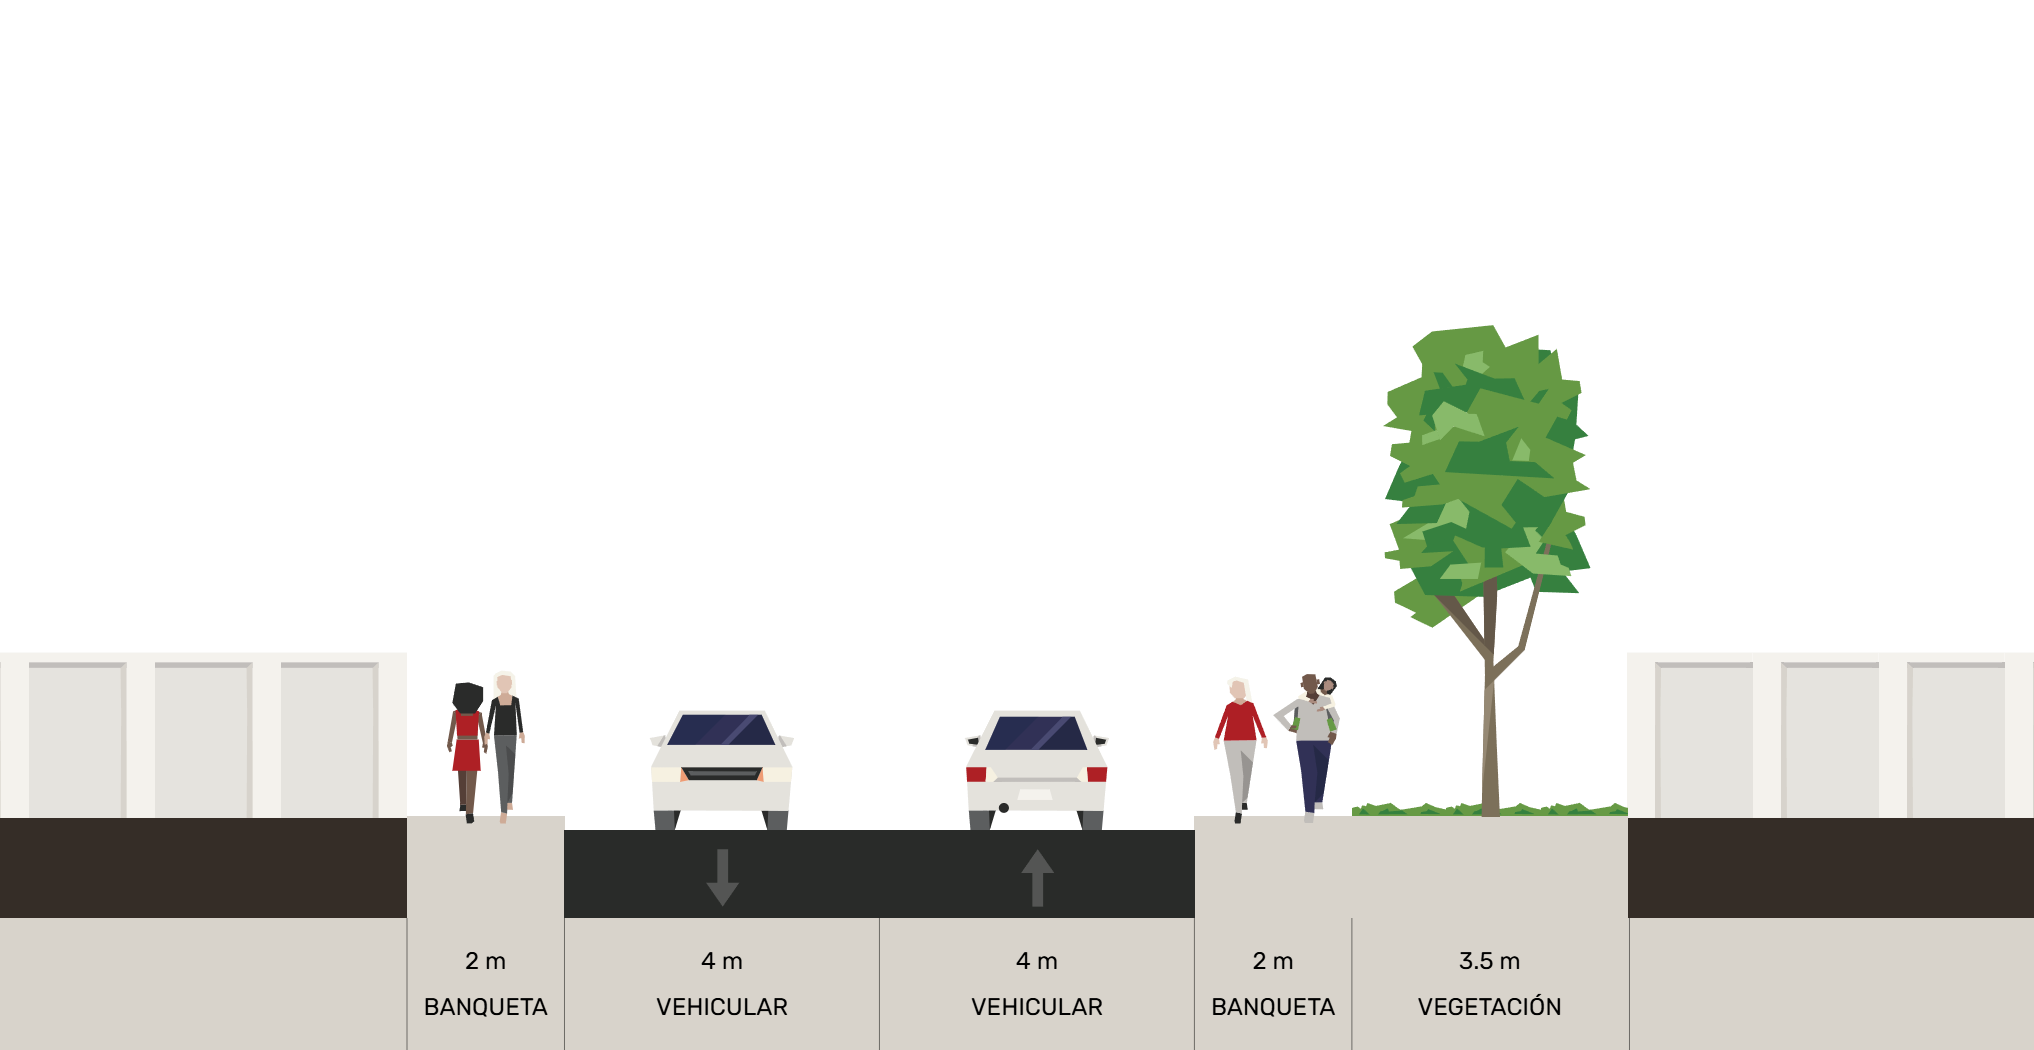 2 m
BANQUETA
4 m
VEHICULAR
4 m
VEHICULAR
2 m
BANQUETA
3.5 m
VEGETACIÓN